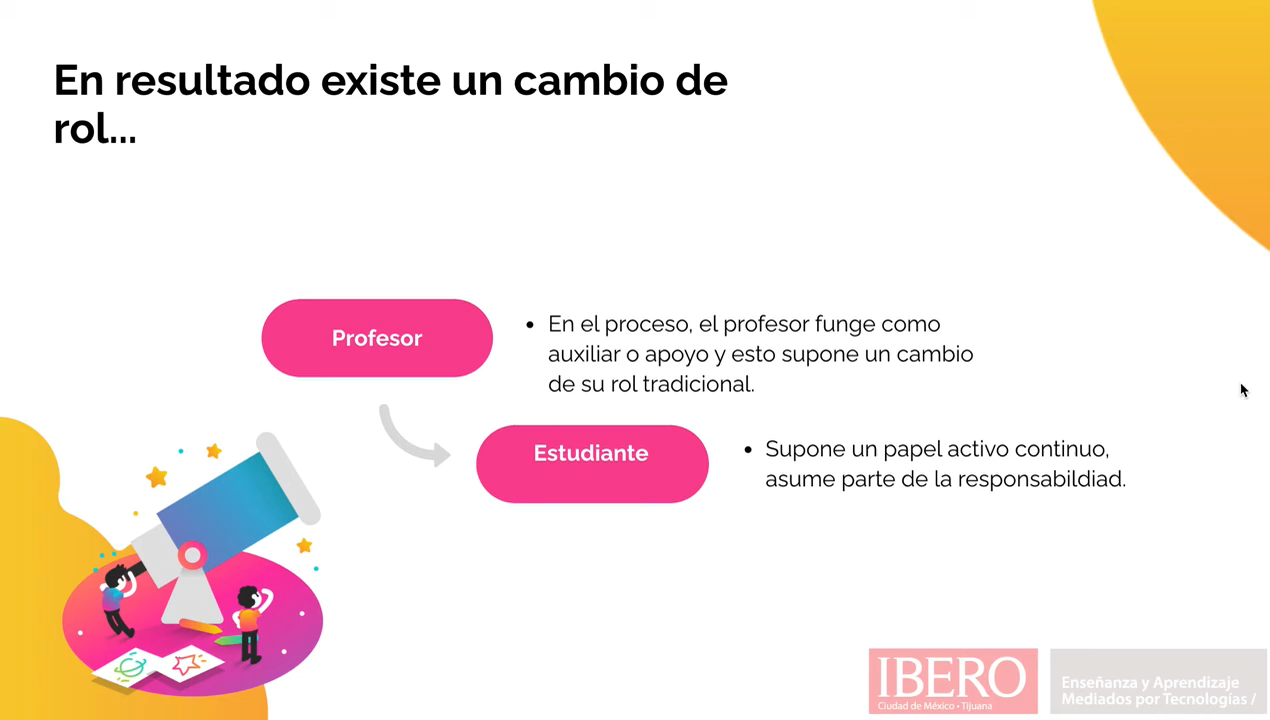 En resultado existe un cambio de
rol...
Profesor
• En el proceso, el profesor funge como
auxiliar o apoyo y esto supone un cambio
de su rol tradicional.
Estudiante
• Supone un papel activo continuo,
asume parte de la responsabildiad.
IBERO
Ciudad de México • Tijuana
Enseñanza y Aprendizaje
Mediados por Tecnologías /